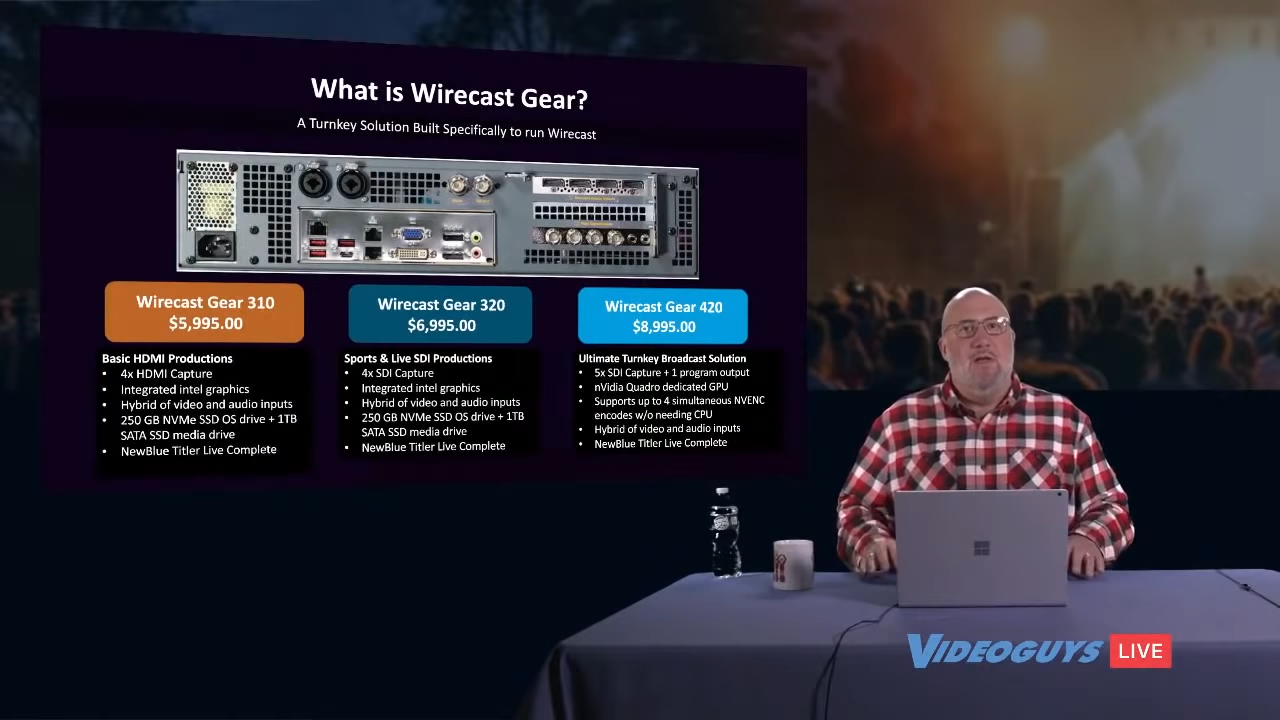 What is Wirecast Gear?
A Turnkey Solution Built Specifically to run Wirecast
Wirecast Gear 310
$5,995.00
Basic HDMI Productions
• 4x HDMI Capture
• Integrated intel graphics
• Hybrid of video and audio inputs
• 250 GB NVMe SSD OS drive + 1TB
SATA SSD media drive
• NewBlue Titler Live Complete
Wirecast Gear 320
$6,995.00
Sports & Live SDI Productions
• 4x SDI Capture
• Integrated intel graphics
• Hybrid of video and audio inputs
• 250 GB NVMe SSD OS drive + 1TB
SATA SSD media drive
• NewBlue Titler Live Complete
Wirecast Gear 420
$8,995.00
Ultimate Turnkey Broadcast Solution
• 5x SDI Capture + 1 program output
• nVidia Quadro dedicated GPU
• Supports up to 4 simultaneous NVENC
encodes w/o needing CPU
• Hybrid of video and audio inputs
• NewBlue Titler Live Complete
VIDEOGUYS LIVE